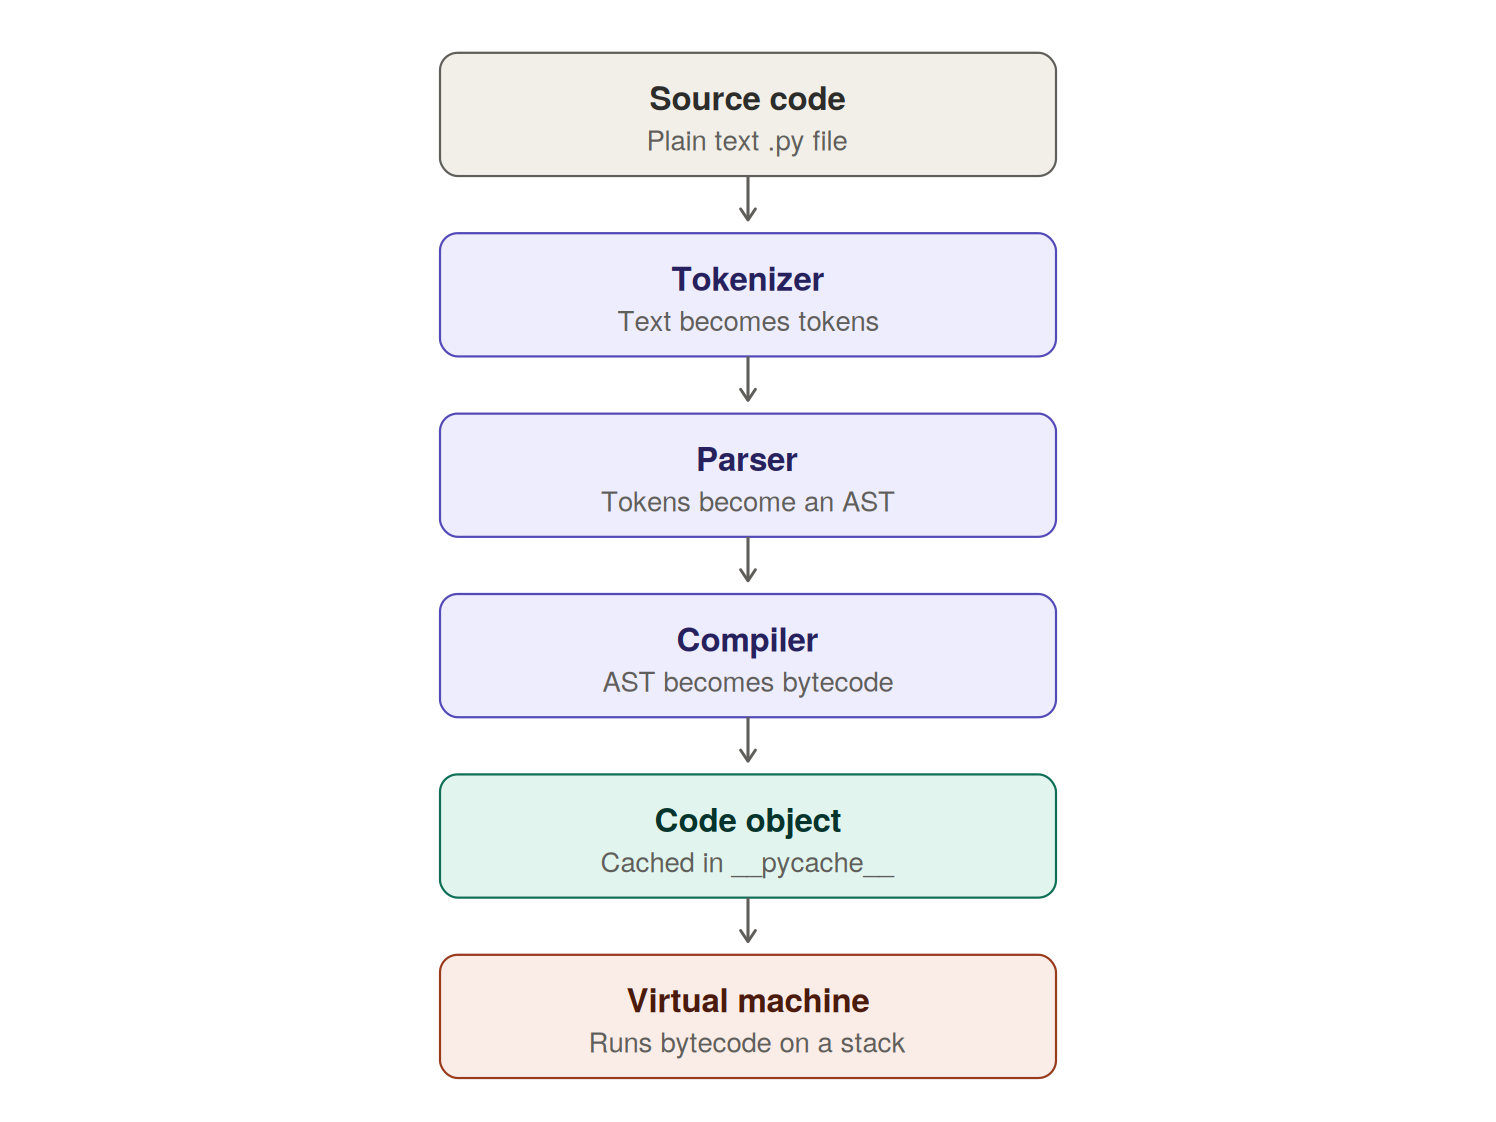 Source code
Plain text .py file
Tokenizer
Text becomes tokens
Parser
Tokens become an AST
Compiler
AST becomes bytecode
Code object
Cached in __pycache__
Virtual machine
Runs bytecode on a stack